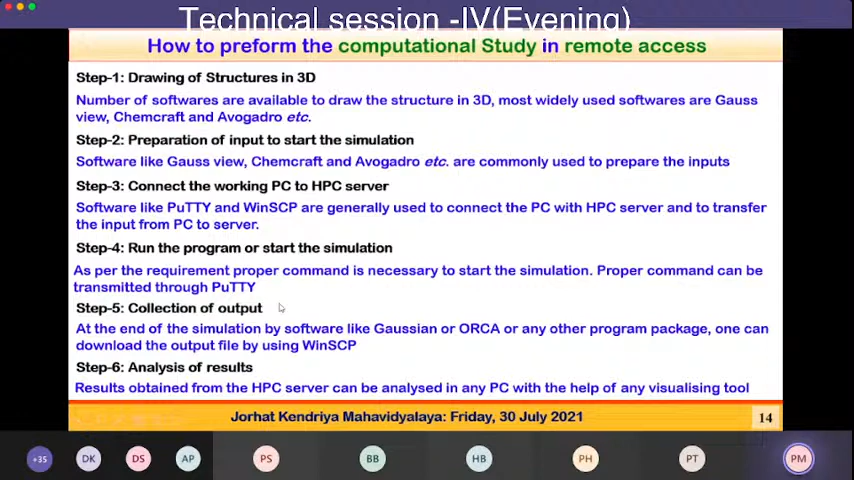 Technical session -IV(Evening)
How to preform the computational Study in remote access
Step-1: Drawing of Structures in 3D
Number of softwares are available to draw the structure in 3D, most widely used softwares are Gauss
view, Chemcraft and Avogadro etc.
Step-2: Preparation of input to start the simulation
Software like Gauss view, Chemcraft and Avogadro etc. are commonly used to prepare the inputs
Step-3: Connect the working PC to HPC server
Software like PuTTY and WinSCP are generally used to connect the PC with HPC server and to transfer
the input from PC to server.
Step-4: Run the program or start the simulation
As per the requirement proper command is necessary to start the simulation. Proper command can be
transmitted through PuTTY
Step-5: Collection of output
At the end of the simulation by software like Gaussian or ORCA or any other program package, one can
download the output file by using WinSCP
Step-6: Analysis of results
Results obtained from the HPC server can be analysed in any PC with the help of any visualising tool
Jorhat Kendriya Mahavidyalaya: Friday, 30 July 2021 14
+35 DK DS AP PS BB HB PH PT PM